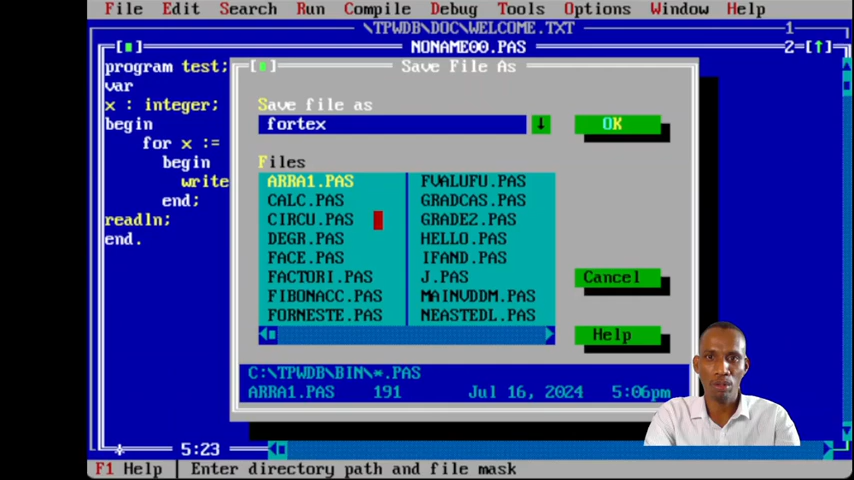 File Edit Search Run Compile Debug Tools Options Window Help
\TPWDB\DOC\WELCOME.TXT 1
[■] NONAME00.PAS 2=[↑]
program test;
var
x : integer;
begin
for x :=
begin
write
end;
readln;
end.
[■] Save File As
Save file as
fortex ↓ OK
Files
ARRA1.PAS FVALUFU.PAS
CALC.PAS GRADCAS.PAS
CIRCU.PAS GRADE2.PAS
DEGR.PAS HELLO.PAS
FACE.PAS IFAND.PAS
FACTORI.PAS J.PAS
FIBONACC.PAS MAINVDDM.PAS
FORNESTE.PAS NEASTEDL.PAS
Cancel
Help
C:\TPWDB\BIN\*.PAS
ARRA1.PAS 191 Jul 16, 2024 5:06pm
* 5:23
F1 Help | Enter directory path and file mask